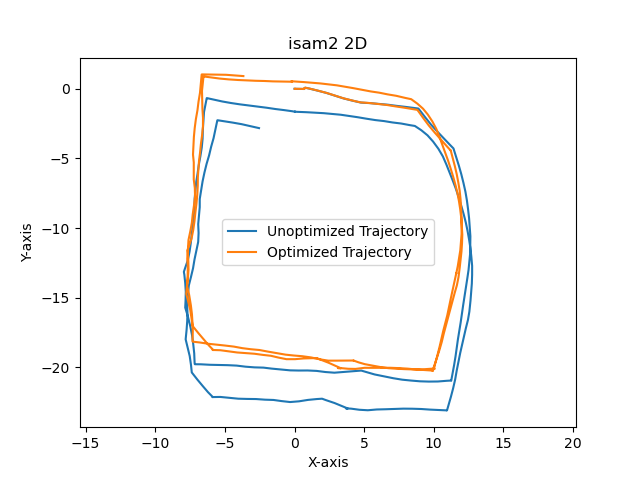 isam2 2D
0
−5
−10
−15
−20
Y-axis
Unoptimized Trajectory
Optimized Trajectory
−15 −10 −5 0 5 10 15 20
X-axis